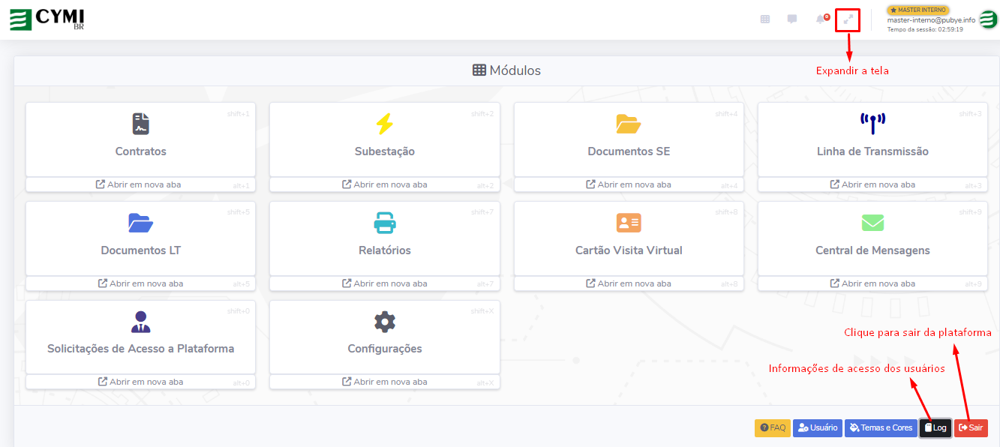 CYMI
BR
0
MASTER INTERNO
master-interno@pubye.info
Tempo da sessão: 02:59:19
Expandir a tela
Módulos
shift+1
Contratos
Abrir em nova aba
alt+1
shift+2
Subestação
Abrir em nova aba
alt+2
shift+4
Documentos SE
Abrir em nova aba
alt+4
shift+3
Linha de Transmissão
Abrir em nova aba
alt+3
shift+5
Documentos LT
Abrir em nova aba
alt+5
shift+7
Relatórios
Abrir em nova aba
alt+7
shift+8
Cartão Visita Virtual
Abrir em nova aba
alt+8
shift+9
Central de Mensagens
Abrir em nova aba
alt+9
shift+0
Solicitações de Acesso a Plataforma
Abrir em nova aba
alt+0
shift+X
Configurações
Abrir em nova aba
alt+X
Clique para sair da plataforma
Informações de acesso dos usuários
FAQ
Usuário
Temas e Cores
Log
Sair